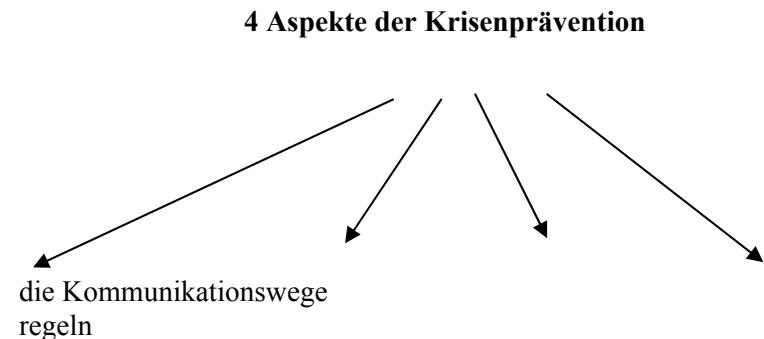 4 Aspekte der Krisenprävention
die Kommunikationswege
regeln